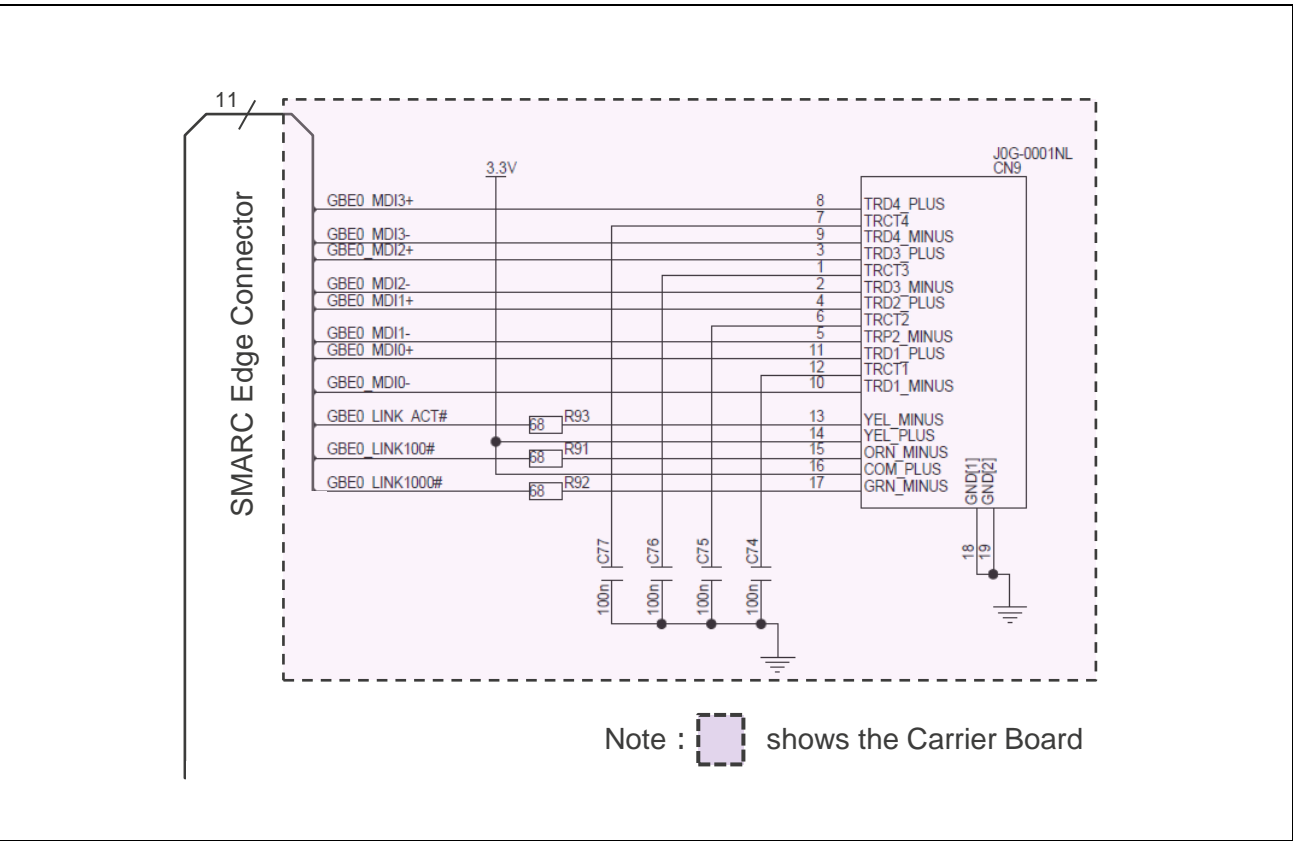 11
J0G-0001NL
CN9
3.3V
GBE0_MDI3+ 8 TRD4_PLUS
7 TRCT4
GBE0_MDI3- 9 TRD4_MINUS
GBE0_MDI2+ 3 TRD3_PLUS
1 TRCT3
GBE0_MDI2- 2 TRD3_MINUS
GBE0_MDI1+ 4 TRD2_PLUS
6 TRCT2
GBE0_MDI1- 5 TRP2_MINUS
GBE0_MDI0+ 11 TRD1_PLUS
12 TRCT1
GBE0_MDI0- 10 TRD1_MINUS
GBE0_LINK_ACT# 68 R93 13 YEL_MINUS
14 YEL_PLUS
GBE0_LINK100# 68 R91 15 ORN_MINUS
16 COM_PLUS
GBE0_LINK1000# 68 R92 17 GRN_MINUS
GND[1]
GND[2]
18
19
SMARC Edge Connector
C77
100n
C76
100n
C75
100n
C74
100n
Note : shows the Carrier Board